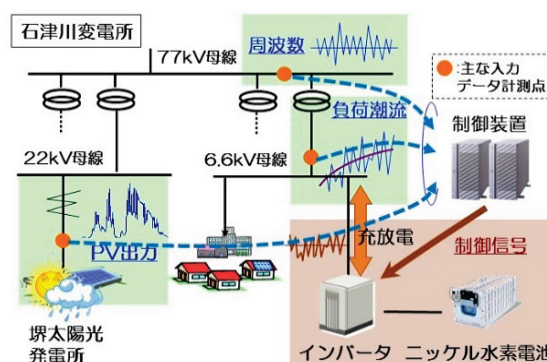 石津川変電所
77kV母線
周波数
:主な入力
データ計測点
負荷潮流
制御装置
22kV母線
6.6kV母線
PV出力
充放電
制御信号
堺太陽光
発電所
インバータ
ニッケル水素電池